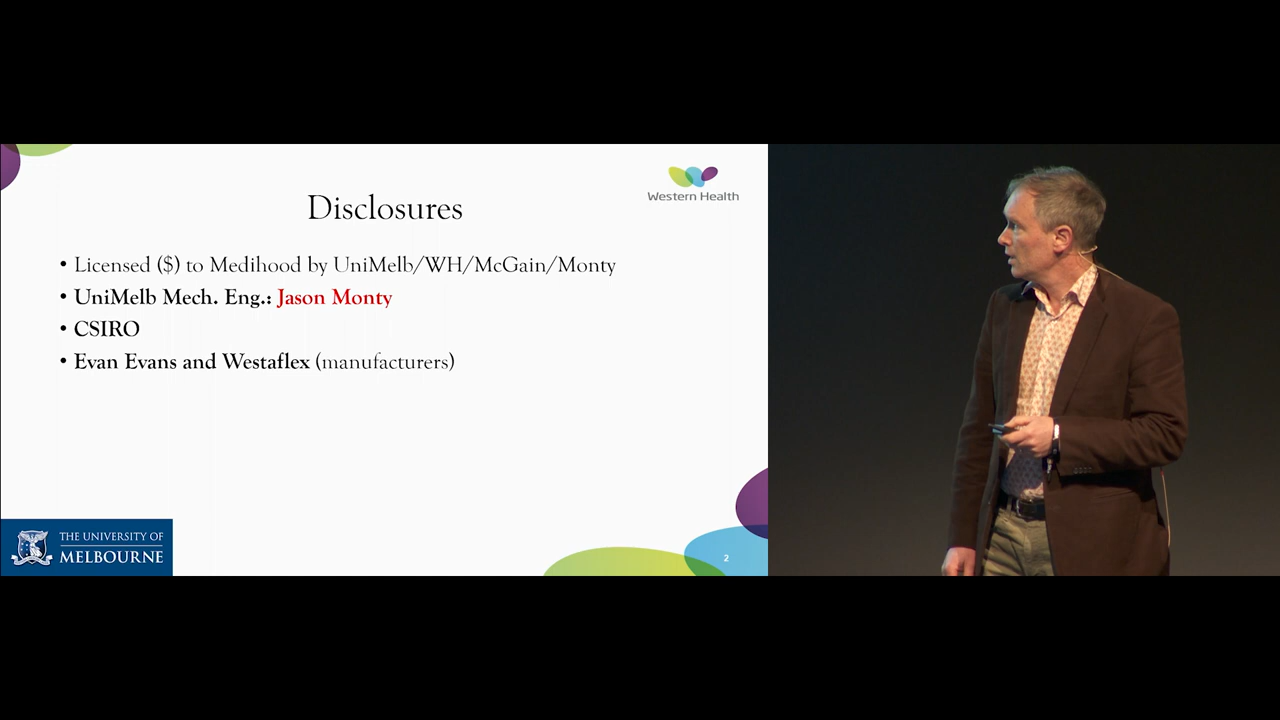 Western Health
Disclosures
• Licensed ($) to Medihood by UniMelb/WH/McGain/Monty
• UniMelb Mech. Eng.: Jason Monty
• CSIRO
• Evan Evans and Westaflex (manufacturers)
THE UNIVERSITY OF
MELBOURNE
2